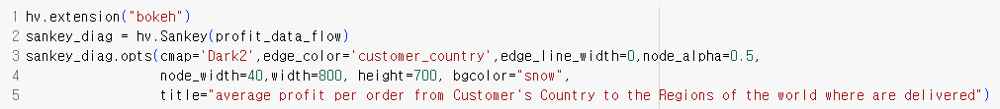 1 hv.extension("bokeh")
2 sankey_diag = hv.Sankey(profit_data_flow)
3 sankey_diag.opts(cmap='Dark2',edge_color='customer_country',edge_line_width=0,node_alpha=0.5,
4 node_width=40,width=800, height=700, bgcolor="snow",
5 title="average profit per order from Customer's Country to the Regions of the world where are delivered")